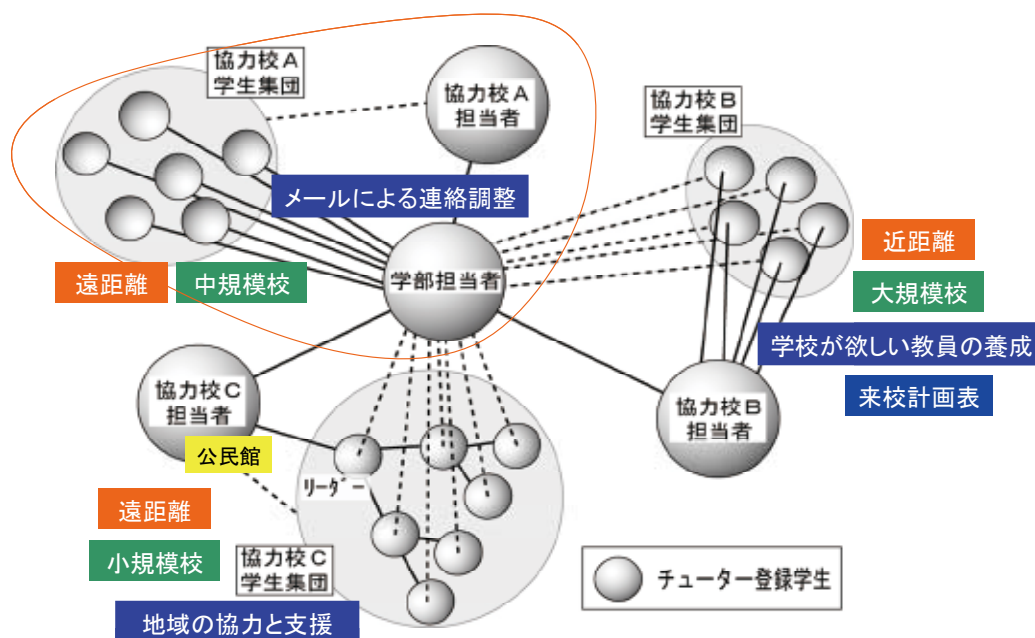 協力校A
学生集団
協力校A
担当者
協力校B
学生集団
メールによる連絡調整
近距離
遠距離
中規模校
学部担当者
大規模校
学校が欲しい教員の養成
協力校C
担当者
協力校B
担当者
来校計画表
公民館
リーダー
遠距離
小規模校
協力校C
学生集団
チューター登録学生
地域の協力と支援